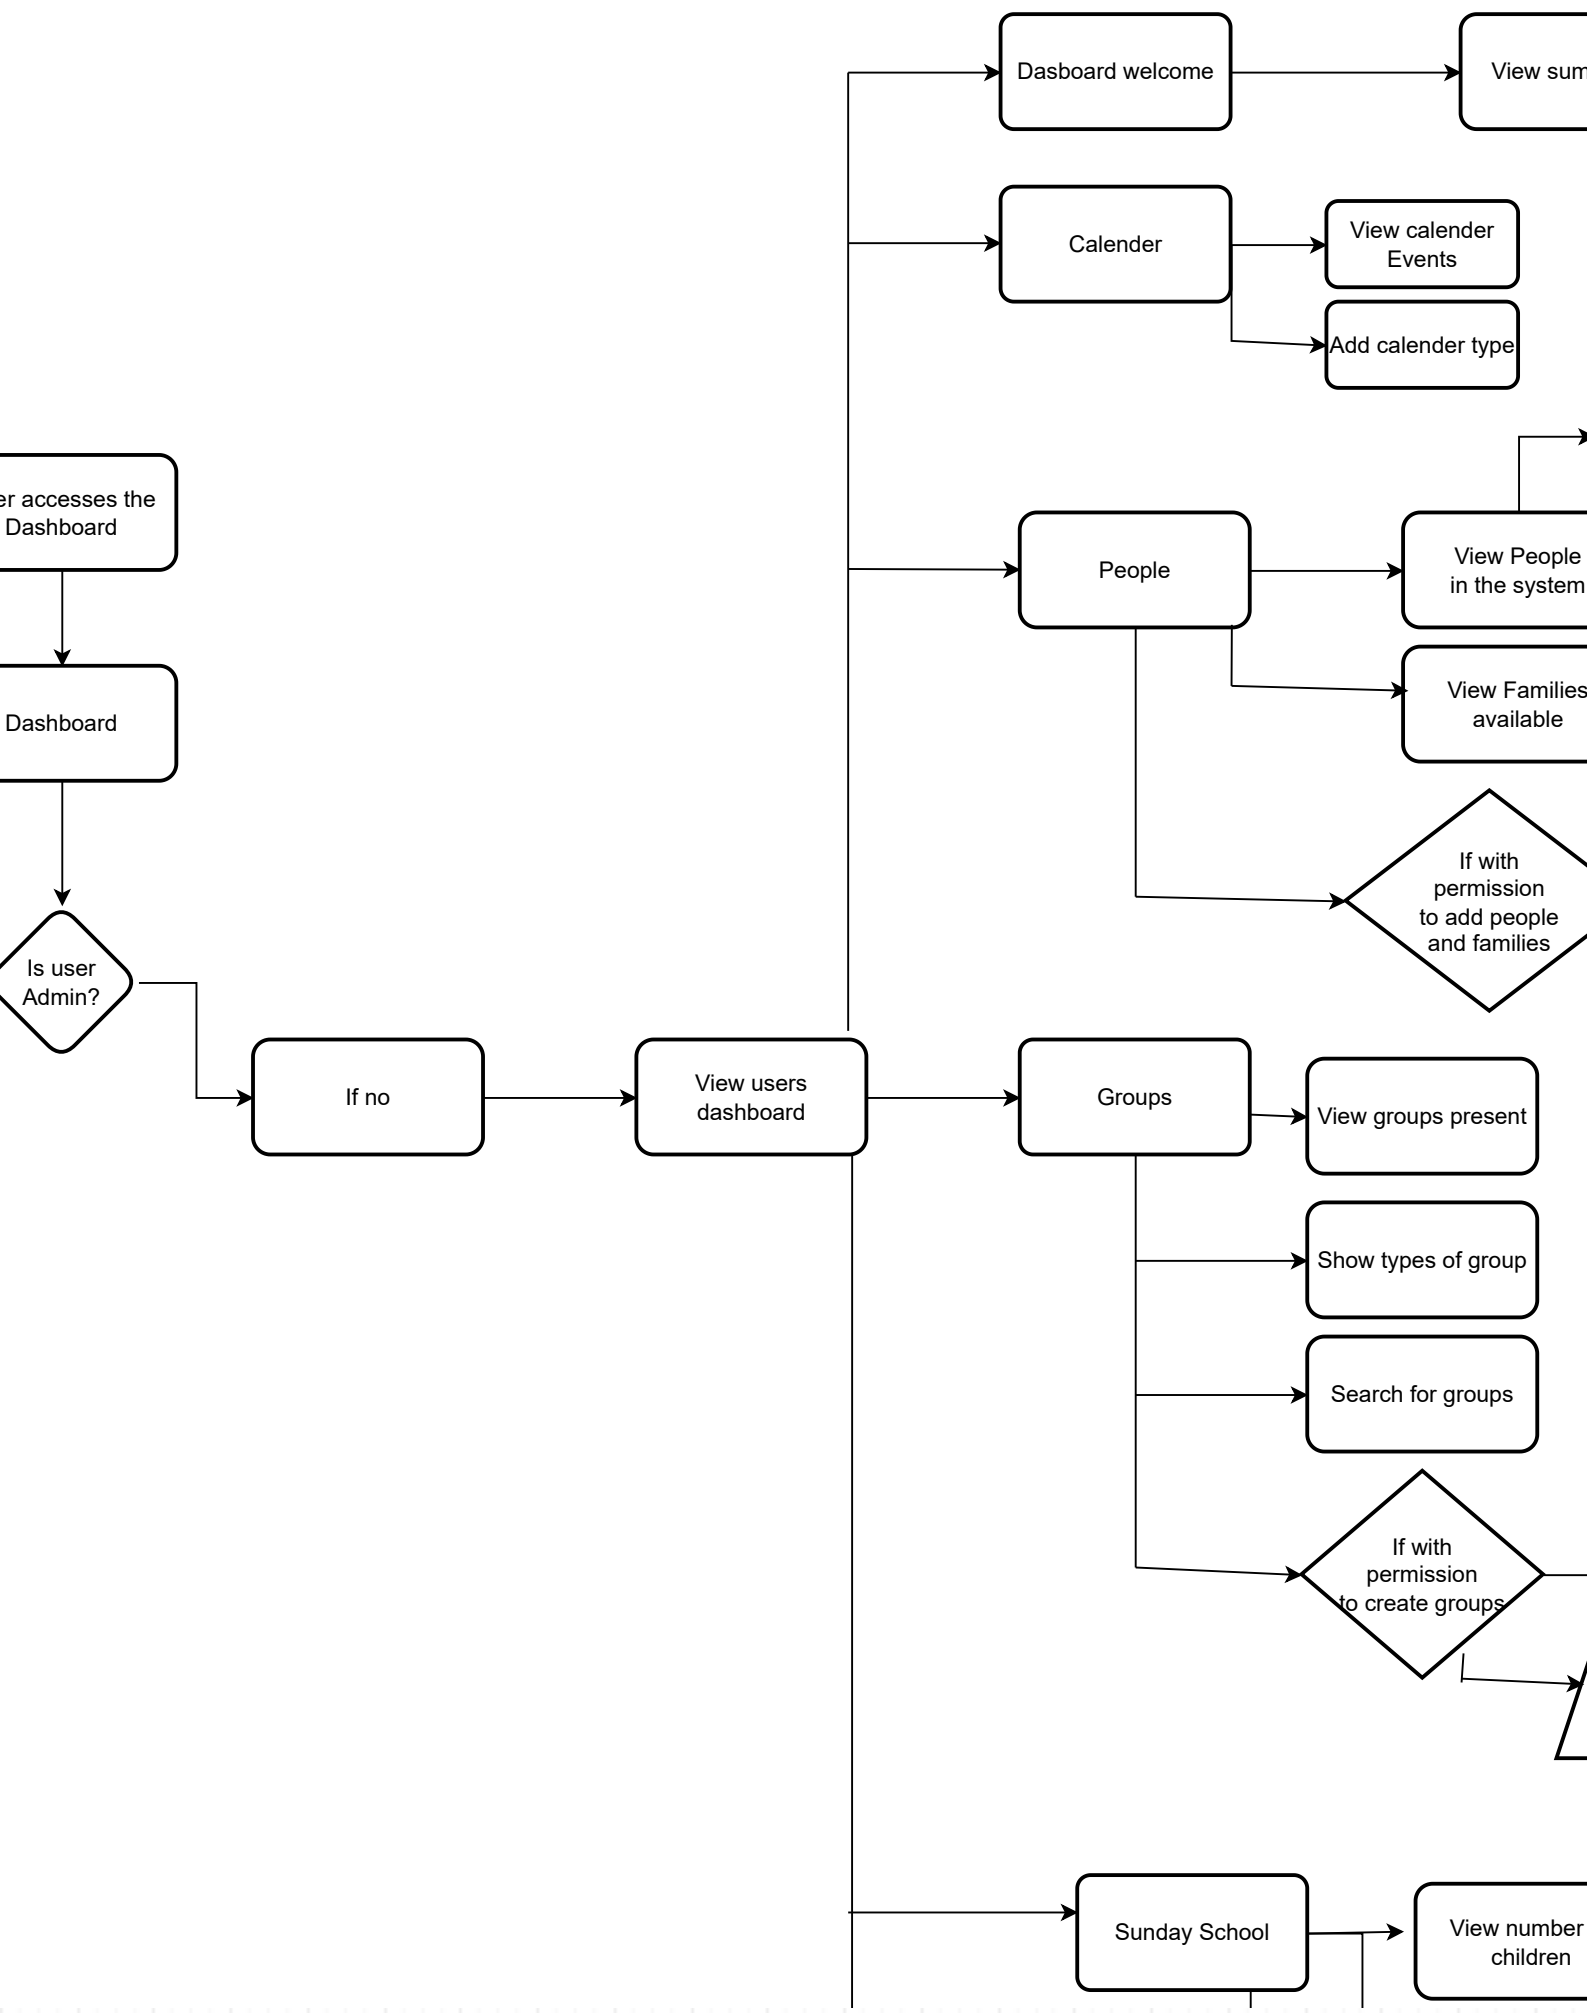 Dasboard welcome
View
Calender
View calender
Events
Add calender type
accesses the
Dashboard
People
View People
in the system
Dashboard
View Families
available
If with
permission
to add people
and families
Is user
Admin?
If no
View users
dashboard
Groups
View groups present
Show types of group
Search for groups
If with
permission
to create groups
Sunday School
View number
children